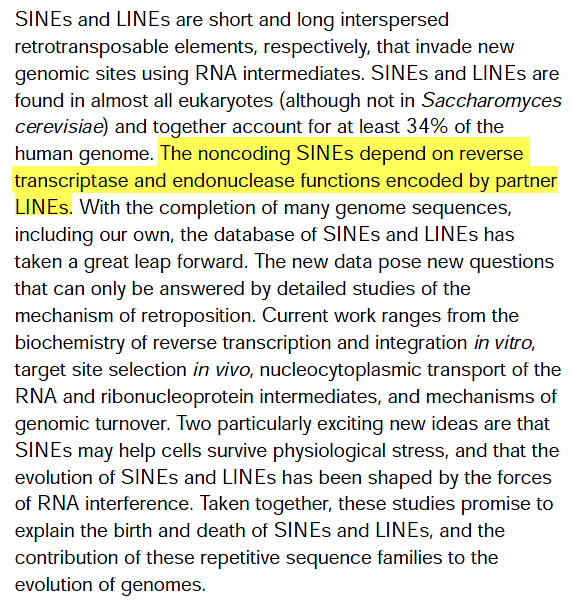 SINEs and LINEs are short and long interspersed
retrotransposable elements, respectively, that invade new
genomic sites using RNA intermediates. SINEs and LINEs are
found in almost all eukaryotes (although not in Saccharomyces
cerevisiae) and together account for at least 34% of the
human genome. The noncoding SINEs depend on reverse
transcriptase and endonuclease functions encoded by partner
LINEs. With the completion of many genome sequences,
including our own, the database of SINEs and LINEs has
taken a great leap forward. The new data pose new questions
that can only be answered by detailed studies of the
mechanism of retroposition. Current work ranges from the
biochemistry of reverse transcription and integration in vitro,
target site selection in vivo, nucleocytoplasmic transport of the
RNA and ribonucleoprotein intermediates, and mechanisms of
genomic turnover. Two particularly exciting new ideas are that
SINEs may help cells survive physiological stress, and that the
evolution of SINEs and LINEs has been shaped by the forces
of RNA interference. Taken together, these studies promise to
explain the birth and death of SINEs and LINEs, and the
contribution of these repetitive sequence families to the
evolution of genomes.